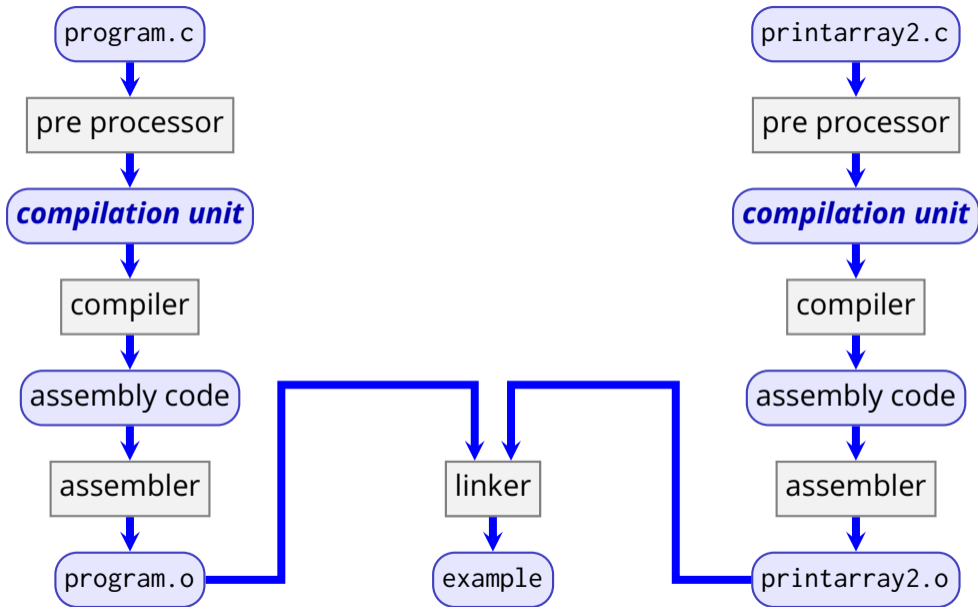 program.c
pre processor
compilation unit
compiler
assembly code
assembler
program.o
linker
example
printarray2.c
pre processor
compilation unit
compiler
assembly code
assembler
printarray2.o